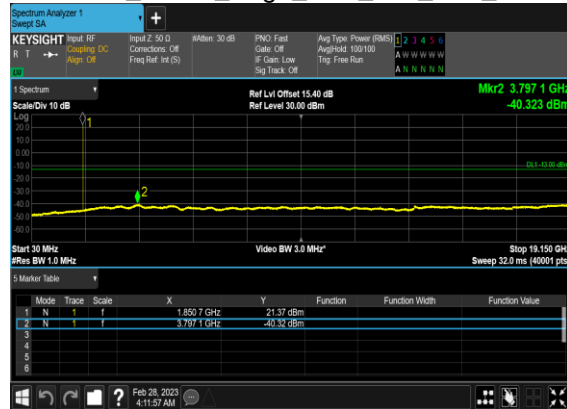 Spectrum Analyzer 1
Swept SA
+
KEYSIGHT Input: RF Input Z: 50 Ω #Atten: 30 dB PNO: Fast Avg Type: Power (RMS) 1 2 3 4 5 6
R T Coupling: DC Corrections: Off Gate: Off Avg|Hold: 100/100 A W W W W W
Align: Off Freq Ref: Int (S) IF Gain: Low Trig: Free Run
Sig Track: Off A N N N N N
LW
1 Spectrum Ref Lvl Offset 15.40 dB Mkr2 3.797 1 GHz
Scale/Div 10 dB Ref Level 30.00 dBm -40.323 dBm
Log
20.0
10.0
0.00
-10.0
-20.0
-30.0
-40.0
-50.0
-60.0
1
2
DL1 -13.00 dBm
Start 30 MHz Video BW 3.0 MHz* Stop 19.150 GHz
#Res BW 1.0 MHz Sweep 32.0 ms (40001 pts)
5 Marker Table
Mode Trace Scale X Y Function Function Width Function Value
1 N 1 f 1.850 7 GHz 21.37 dBm
2 N 1 f 3.797 1 GHz -40.32 dBm
3
4
5
6
? Feb 28, 2023
4:11:57 AM